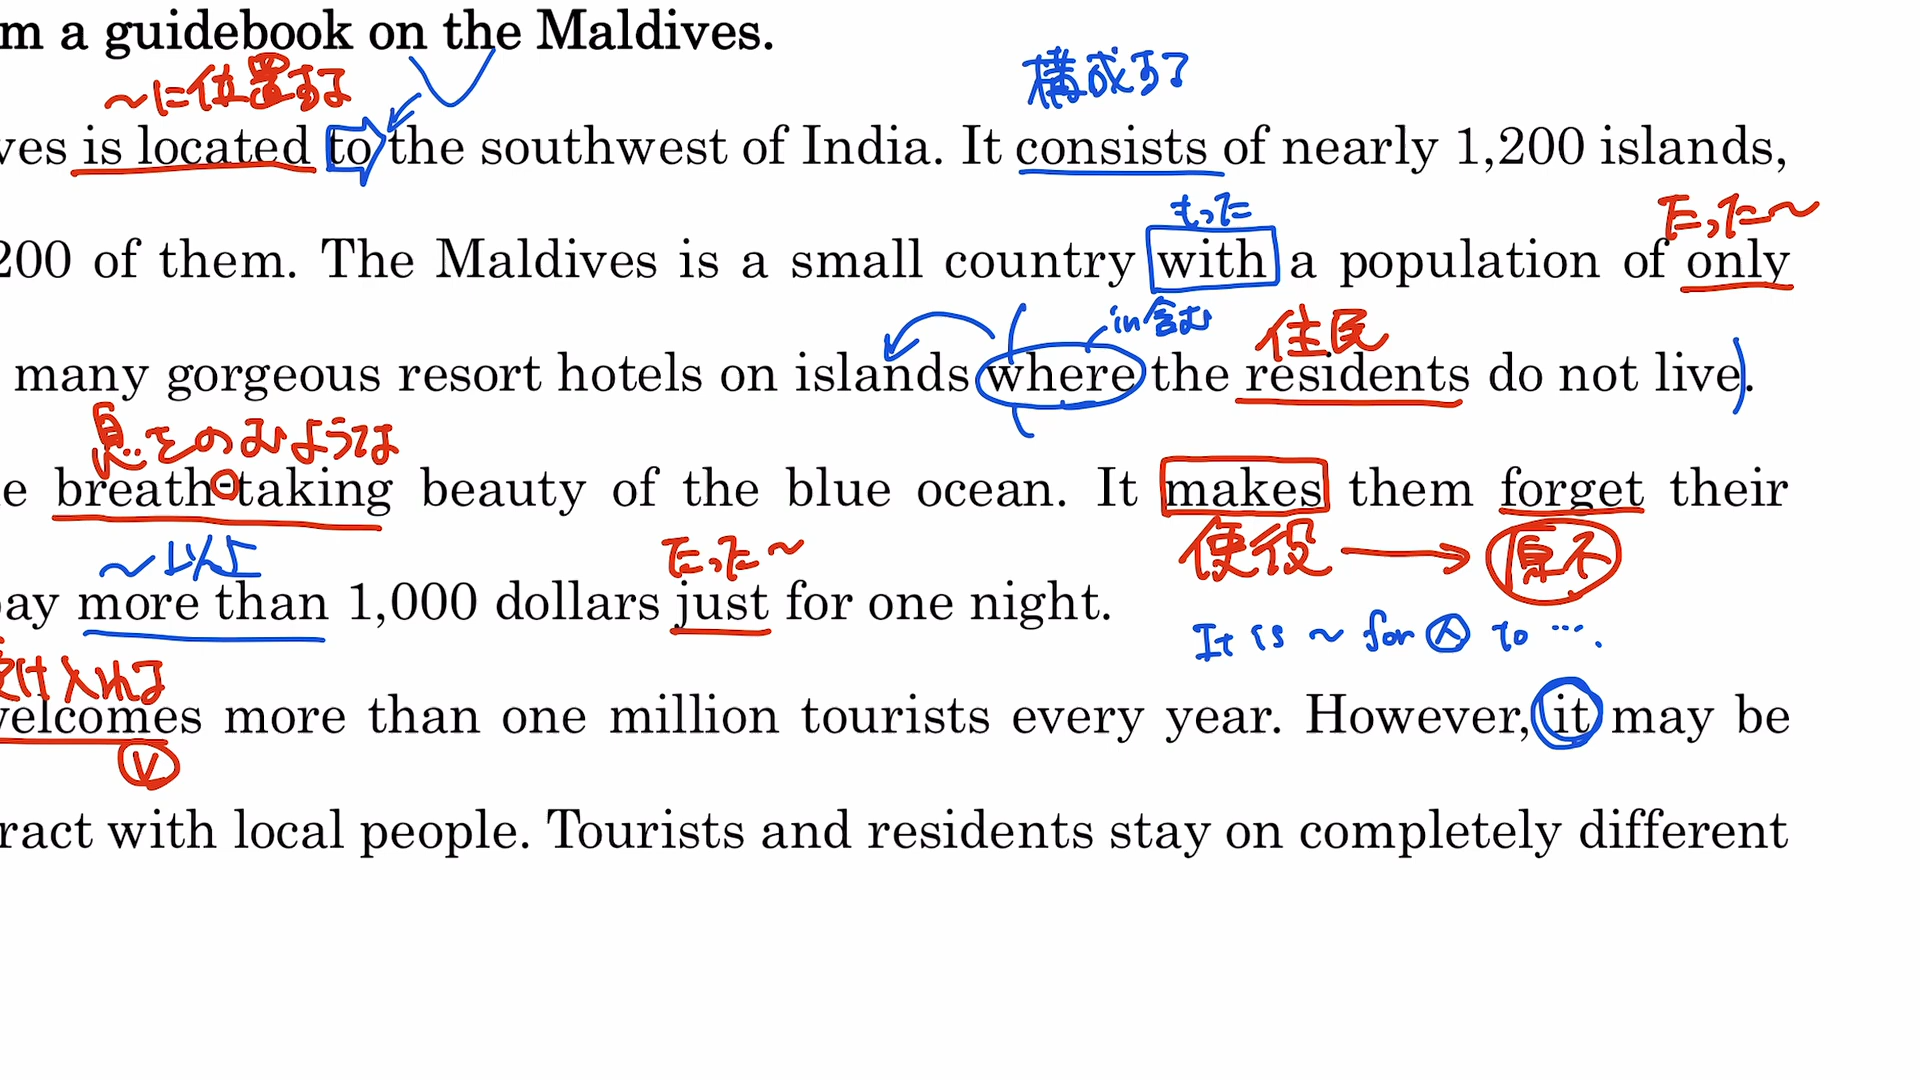 m a guidebook on the Maldives.
~に位置する
構成する
ves is located to the southwest of India. It consists of nearly 1,200 islands,
もった
たった~
200 of them. The Maldives is a small country with a population of only
in含む
住民
many gorgeous resort hotels on islands where the residents do not live).
息をのむような
e breath-taking beauty of the blue ocean. It makes them forget their
使役 → 原不
~以上
たった~
pay more than 1,000 dollars just for one night.
It is ~ for 人 to ….
受け入れる
velcomes more than one million tourists every year. However, it may be
V
ract with local people. Tourists and residents stay on completely different